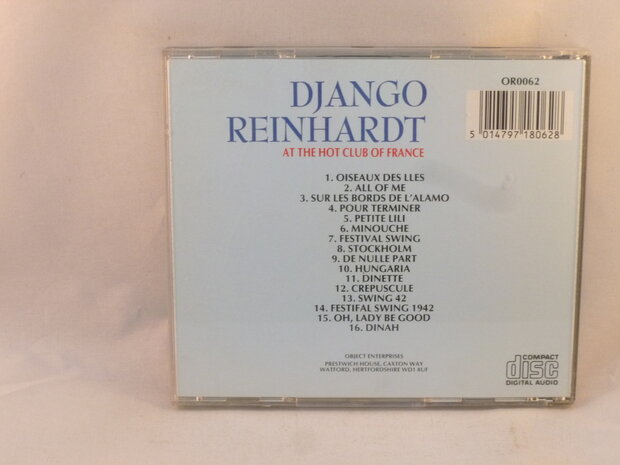 DJANGO
REINHARDT
AT THE HOT CLUB OF FRANCE
OR0062
5 014797 180628
1. OISEAUX DES LLES
2. ALL OF ME
3. SUR LES BORDS DE L'ALAMO
4. POUR TERMINER
5. PETITE LILI
6. MINOUCHE
7. FESTIVAL SWING
8. STOCKHOLM
9. DE NULLE PART
10. HUNGARIA
11. DINETTE
12. CREPUSCULE
13. SWING 42
14. FESTIFAL SWING 1942
15. OH, LADY BE GOOD
16. DINAH
OBJECT ENTERPRISES
PRESTWICH HOUSE, CAXTON WAY
WATFORD, HERTFORDSHIRE WD1 8UF
COMPACT
disc
DIGITAL AUDIO